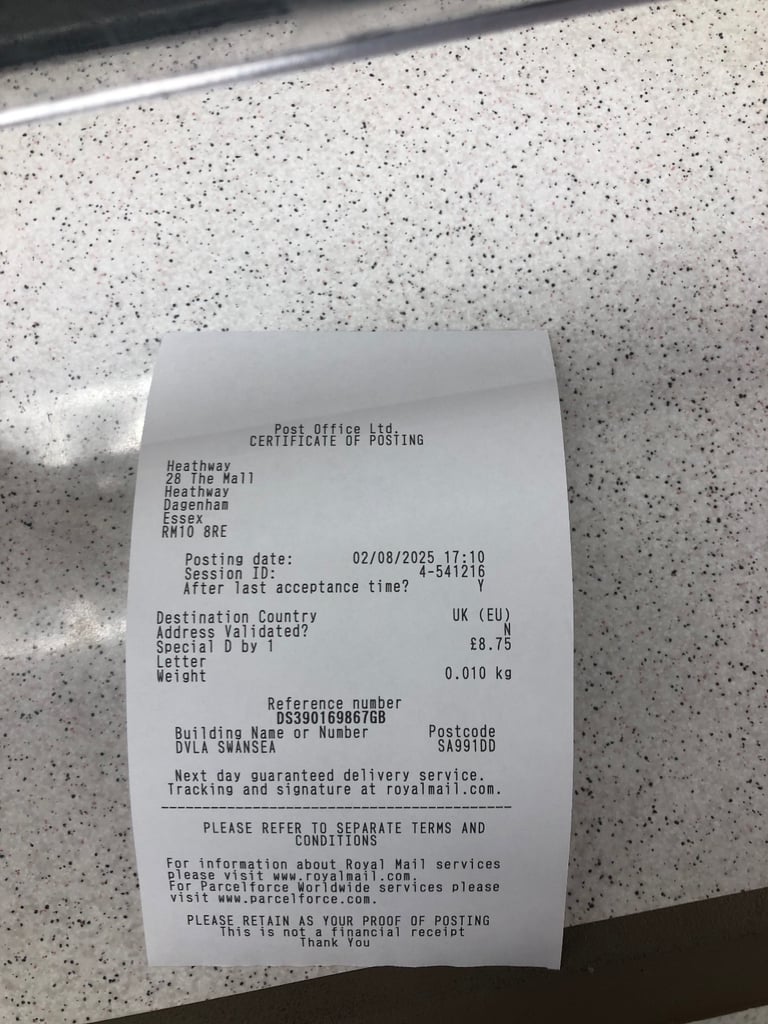 Post Office Ltd.
CERTIFICATE OF POSTING
Heathway
28 The Mall
Heathway
Dagenham
Essex
RM10 8RE
Posting date: 02/08/2025 17:10
Session ID: 4-541216
After last acceptance time? Y
Destination Country UK (EU)
Address Validated? N
Special D by 1 £8.75
Letter
Weight 0.010 kg
Reference number
DS390169867GB
Building Name or Number Postcode
DVLA SWANSEA SA991DD
Next day guaranteed delivery service.
Tracking and signature at royalmail.com.
PLEASE REFER TO SEPARATE TERMS AND
CONDITIONS
For information about Royal Mail services
please visit www.royalmail.com.
For Parcelforce Worldwide services please
visit www.parcelforce.com.
PLEASE RETAIN AS YOUR PROOF OF POSTING
This is not a financial receipt
Thank You